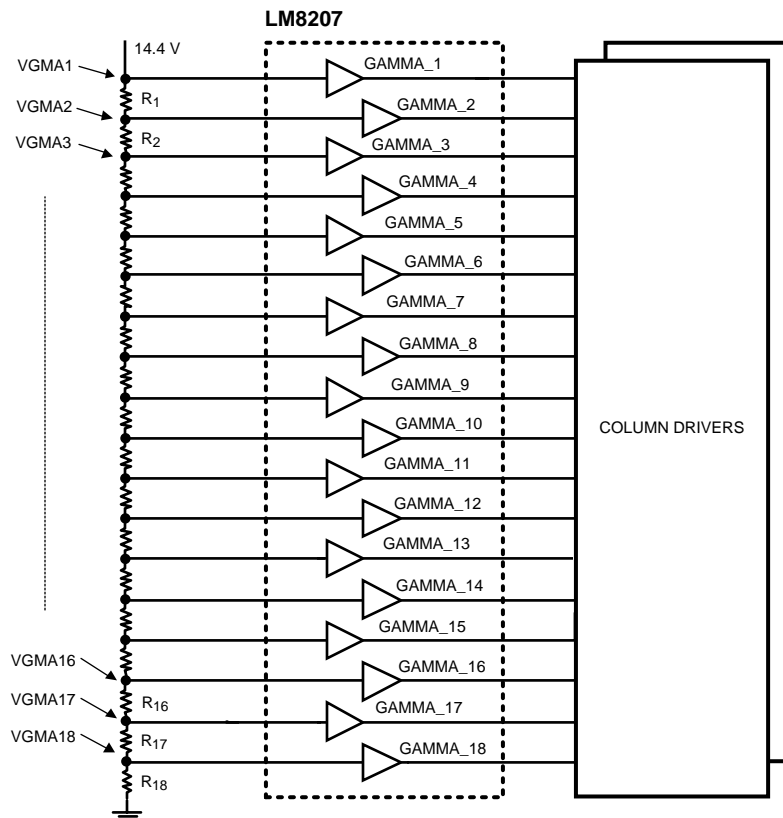 LM8207
14.4 V
VGMA1
GAMMA_1
R1
VGMA2
GAMMA_2
R2
VGMA3
GAMMA_3
GAMMA_4
GAMMA_5
GAMMA_6
GAMMA_7
GAMMA_8
GAMMA_9
GAMMA_10
COLUMN DRIVERS
GAMMA_11
GAMMA_12
GAMMA_13
GAMMA_14
GAMMA_15
VGMA16
GAMMA_16
R16
VGMA17
GAMMA_17
R17
VGMA18
GAMMA_18
R18